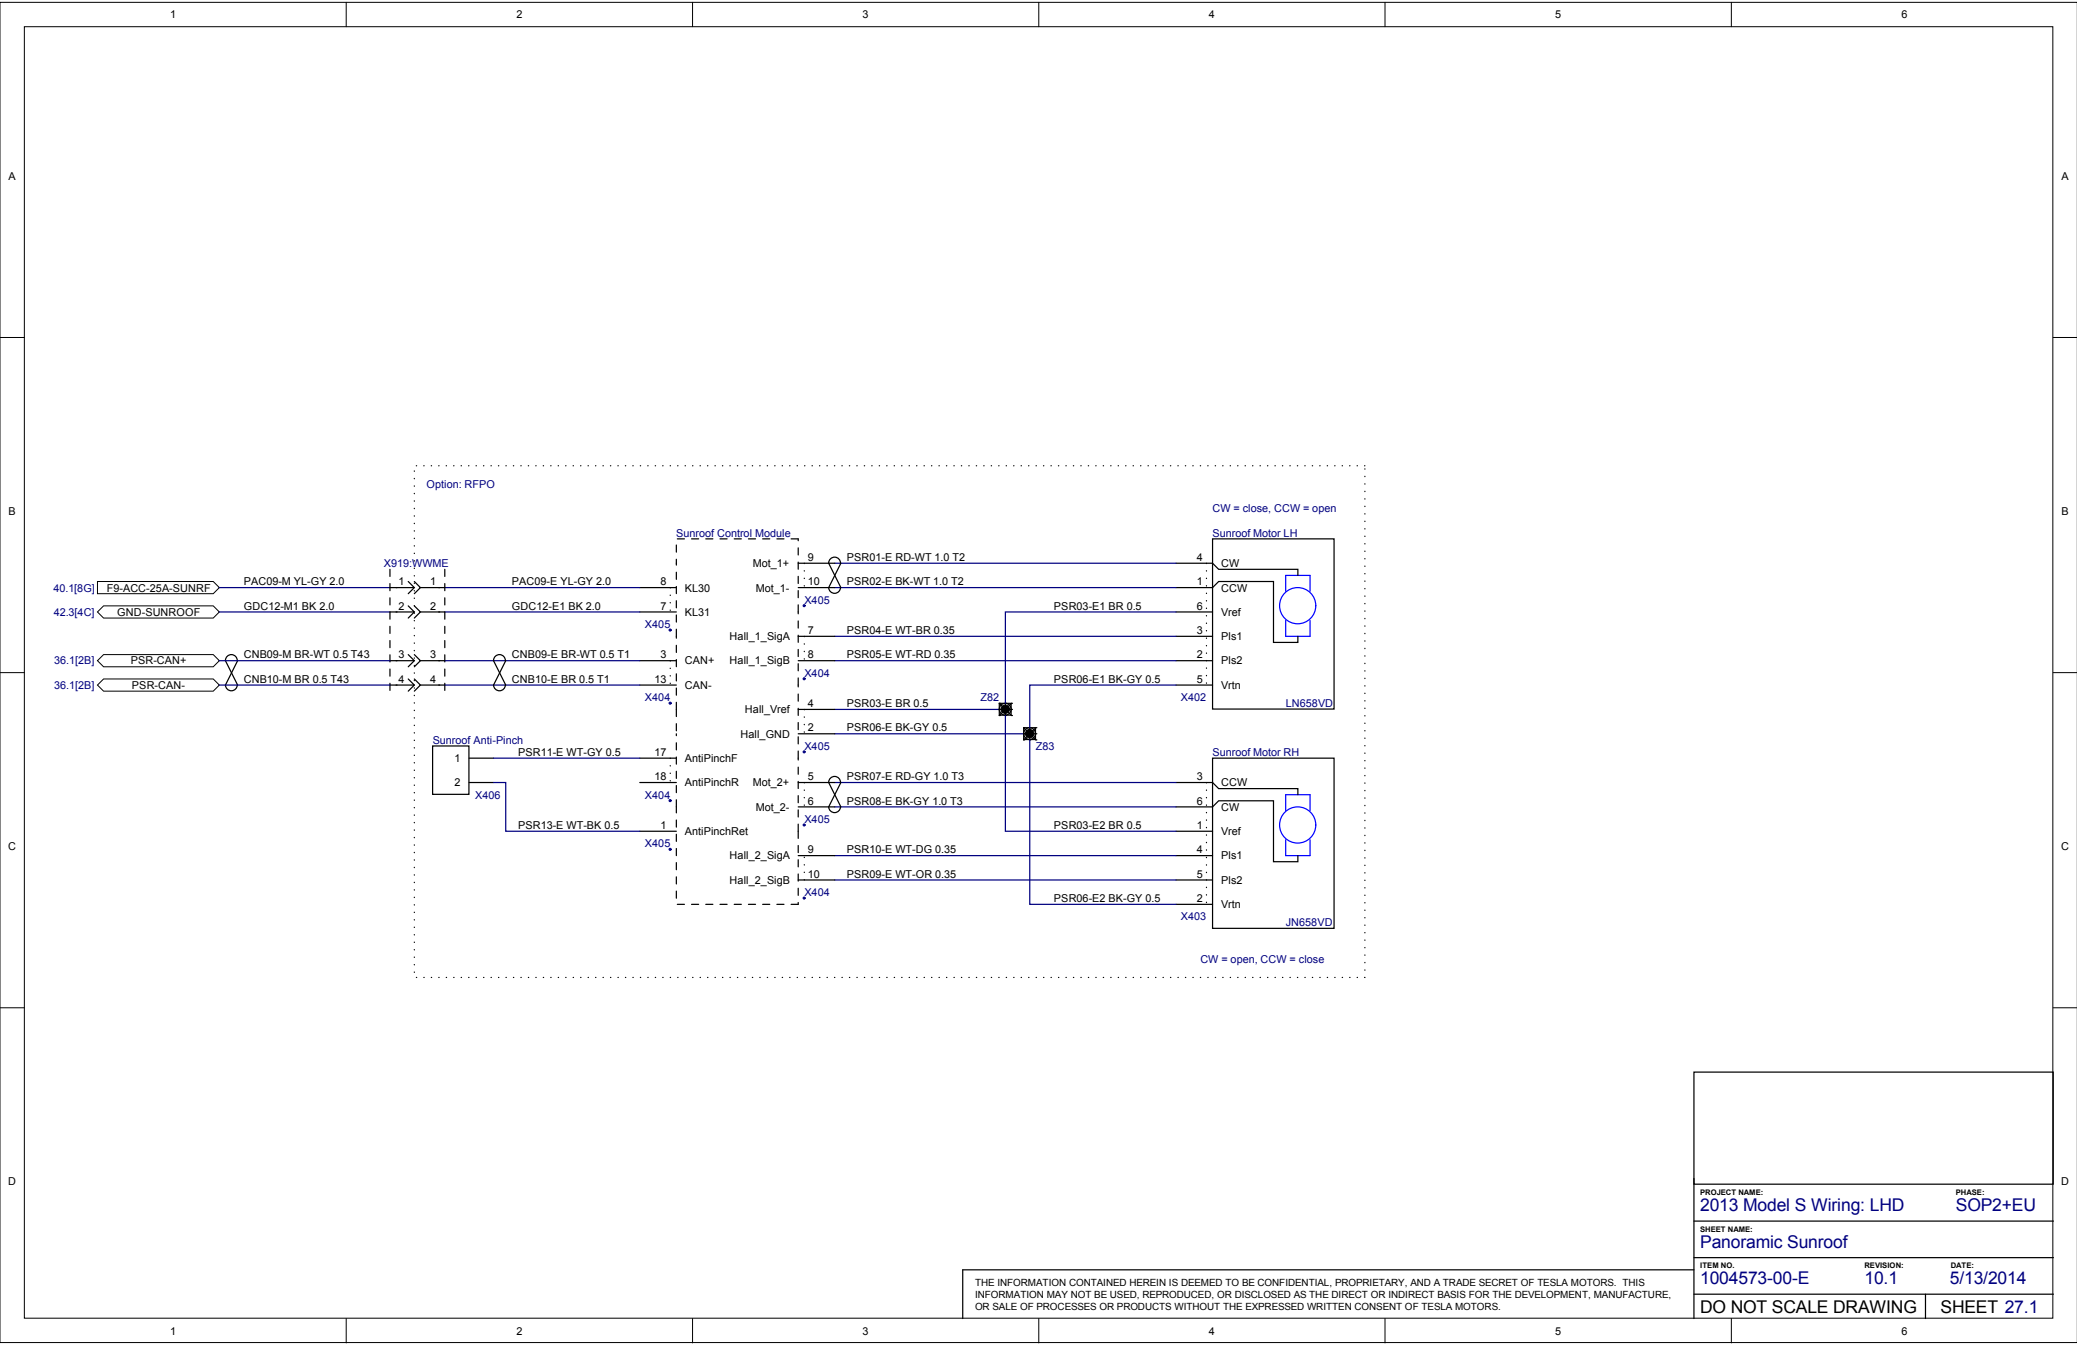 1 2 3 4 5 6
A A
B B
C C
D D
Option: RFPO
CW = close, CCW = open
Sunroof Control Module
Sunroof Motor LH
X919:WWME
40.1[8G] F9-ACC-25A-SUNRF PAC09-M YL-GY 2.0 1 1 PAC09-E YL-GY 2.0 8 KL30
42.3[4C] GND-SUNROOF GDC12-M1 BK 2.0 2 2 GDC12-E1 BK 2.0 7 KL31
X405
36.1[2B] PSR-CAN+ CNB09-M BR-WT 0.5 T43 3 3 CNB09-E BR-WT 0.5 T1 3 CAN+
36.1[2B] PSR-CAN- CNB10-M BR 0.5 T43 4 4 CNB10-E BR 0.5 T1 13 CAN-
X404
Sunroof Anti-Pinch
1 PSR11-E WT-GY 0.5 17 AntiPinchF
2 18 AntiPinchR
X406 X404
PSR13-E WT-BK 0.5 1 AntiPinchRet
X405
Mot_1+ 9 PSR01-E RD-WT 1.0 T2 4 CW
Mot_1- 10 PSR02-E BK-WT 1.0 T2 1 CCW
X405
PSR03-E1 BR 0.5 6 Vref
Hall_1_SigA 7 PSR04-E WT-BR 0.35 3 Pls1
Hall_1_SigB 8 PSR05-E WT-RD 0.35 2 Pls2
X404
PSR06-E1 BK-GY 0.5 5 Vrtn
X402 LN658VD
Hall_Vref 4 PSR03-E BR 0.5 Z82
Hall_GND 2 PSR06-E BK-GY 0.5 Z83
X405
Sunroof Motor RH
Mot_2+ 5 PSR07-E RD-GY 1.0 T3 3 CCW
Mot_2- 6 PSR08-E BK-GY 1.0 T3 6 CW
X405
PSR03-E2 BR 0.5 1 Vref
Hall_2_SigA 9 PSR10-E WT-DG 0.35 4 Pls1
Hall_2_SigB 10 PSR09-E WT-OR 0.35 5 Pls2
X404
PSR06-E2 BK-GY 0.5 2 Vrtn
X403 JN658VD
CW = open, CCW = close
PROJECT NAME: PHASE:
2013 Model S Wiring: LHD SOP2+EU
SHEET NAME:
Panoramic Sunroof
ITEM NO. REVISION: DATE:
1004573-00-E 10.1 5/13/2014
DO NOT SCALE DRAWING SHEET 27.1
THE INFORMATION CONTAINED HEREIN IS DEEMED TO BE CONFIDENTIAL, PROPRIETARY, AND A TRADE SECRET OF TESLA MOTORS. THIS
INFORMATION MAY NOT BE USED, REPRODUCED, OR DISCLOSED AS THE DIRECT OR INDIRECT BASIS FOR THE DEVELOPMENT, MANUFACTURE,
OR SALE OF PROCESSES OR PRODUCTS WITHOUT THE EXPRESSED WRITTEN CONSENT OF TESLA MOTORS.
1 2 3 4 5 6